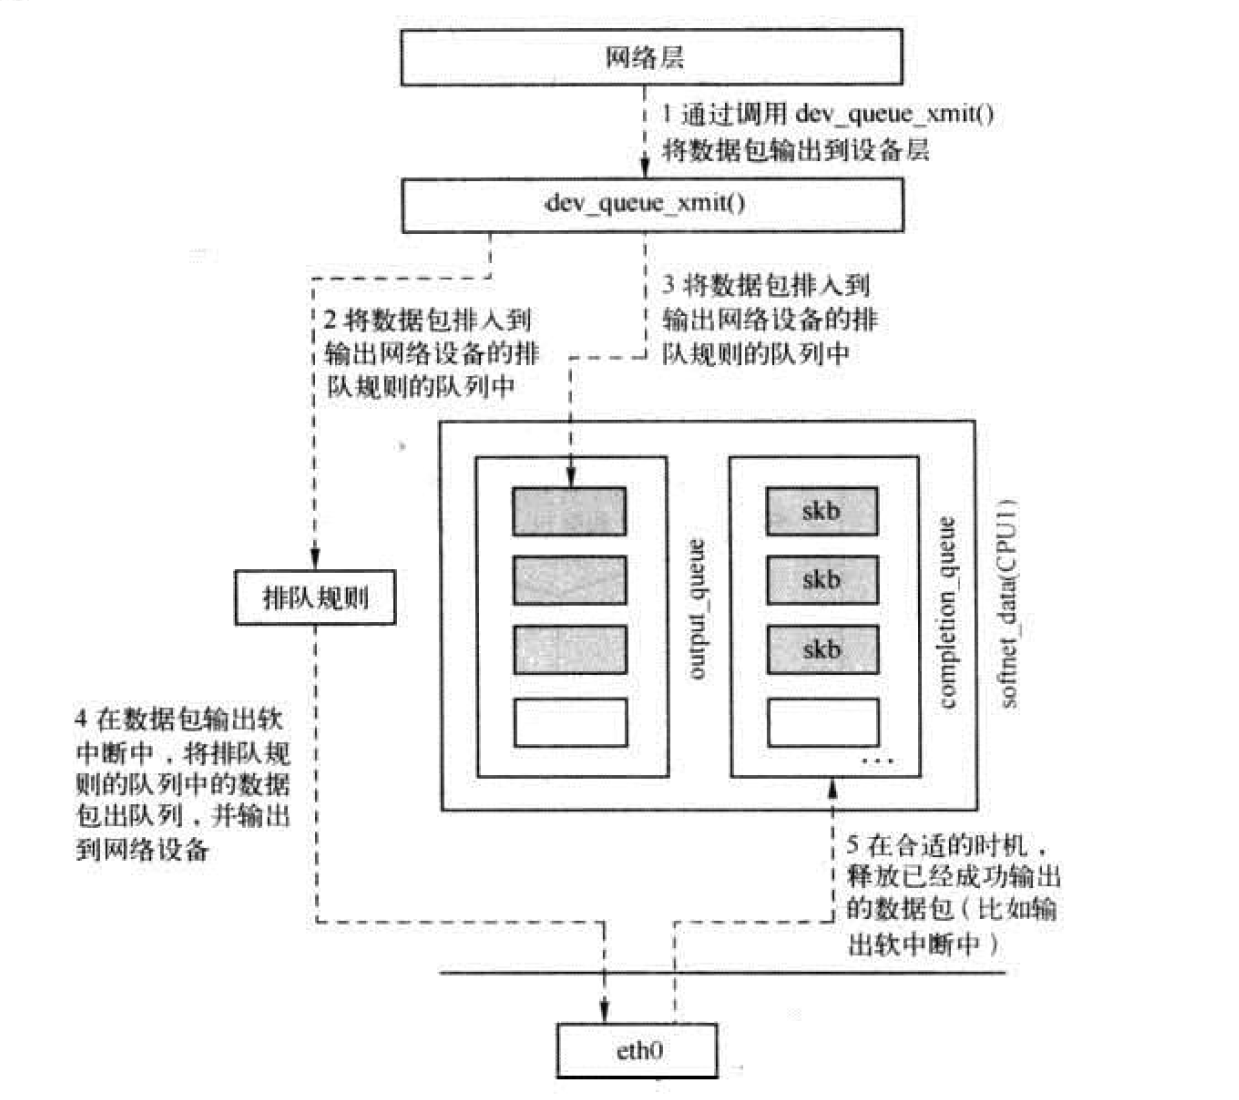 网络层
1 通过调用 dev_queue_xmit()
将数据包输出到设备层
dev_queue_xmit()
2 将数据包排入到
输出网络设备的排
队规则的队列中
3 将数据包排入到
输出网络设备的排
队规则的队列中
排队规则
output_queue
skb
skb
skb
...
completion_queue
softnet_data(CPU1)
4 在数据包输出软
中断中，将排队规
则的队列中的数据
包出队列，并输出
到网络设备
5 在合适的时机，
释放已经成功输出
的数据包（比如输
出软中断中）
eth0